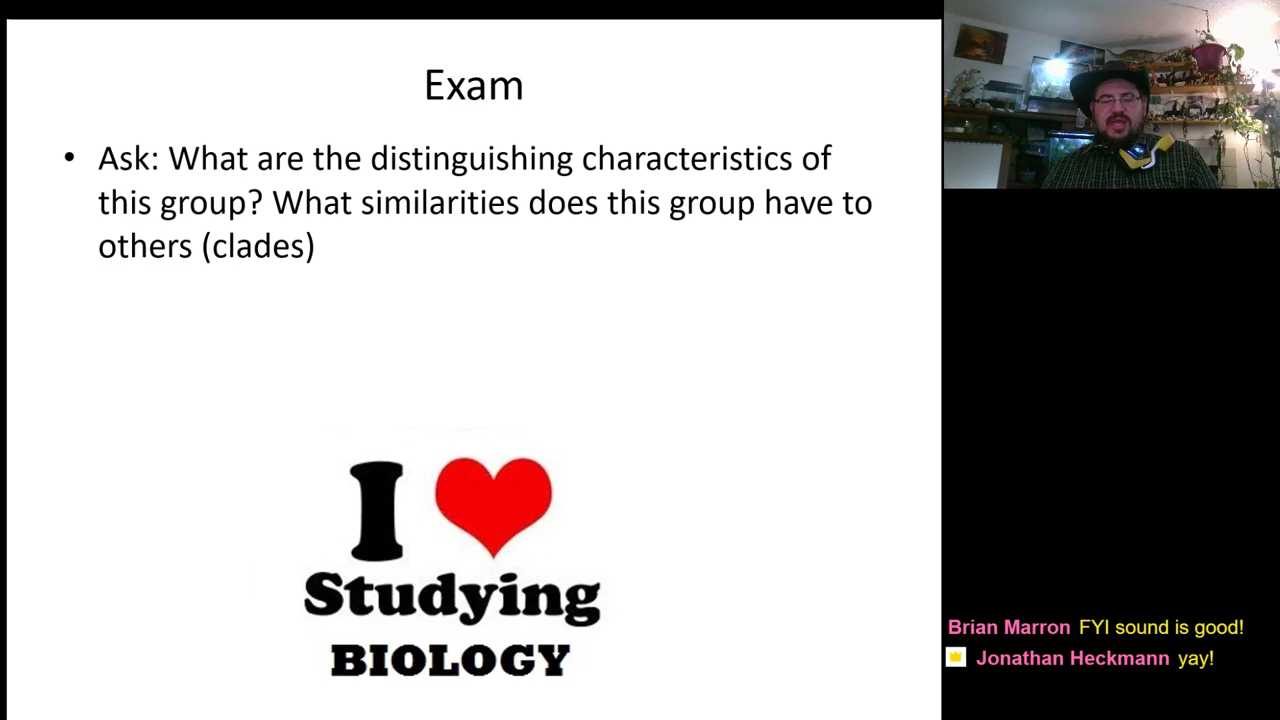 Exam
• Ask: What are the distinguishing characteristics of
this group? What similarities does this group have to
others (clades)
I
Studying
BIOLOGY
Brian Marron FYI sound is good!
Jonathan Heckmann yay!